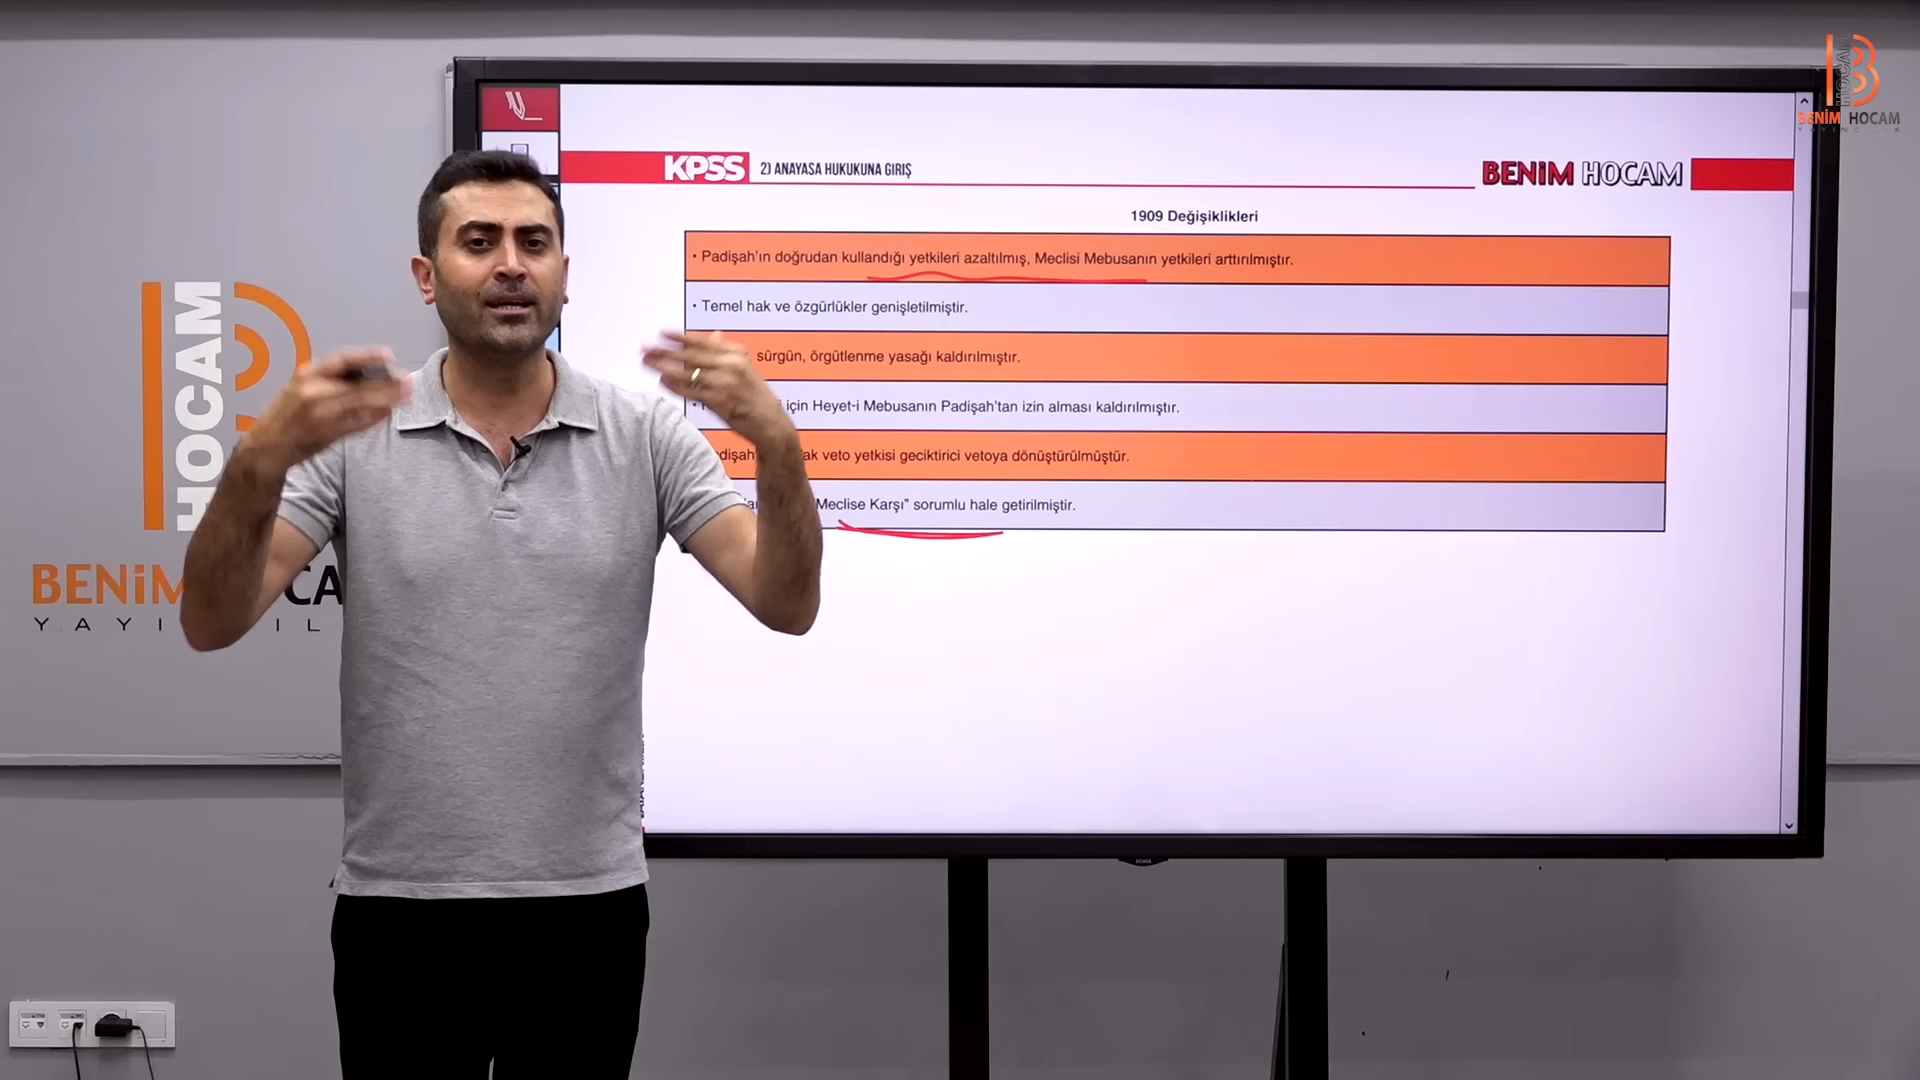 HOCAM
BENİM HOCAM
KPSS 2) ANAYASA HUKUKUNA GİRİŞ
BENİM HOCAM
1909 Değişiklikleri
• Padişah'ın doğrudan kullandığı yetkileri azaltılmış, Meclisi Mebusanın yetkileri arttırılmıştır.
• Temel hak ve özgürlükler genişletilmiştir.
sürgün, örgütlenme yasağı kaldırılmıştır.
için Heyet-i Mebusanın Padişah'tan izin alması kaldırılmıştır.
veto yetkisi geciktirici vetoya dönüştürülmüştür.
Meclise Karşı" sorumlu hale getirilmiştir.
HOCAM